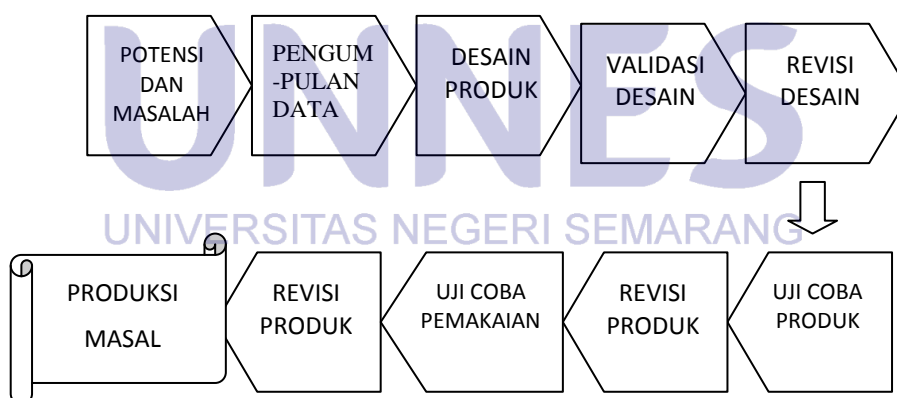 POTENSI
DAN
MASALAH
PENGUM
-PULAN
DATA
DESAIN
PRODUK
VALIDASI
DESAIN
REVISI
DESAIN
UNNES
UNIVERSITAS NEGERI SEMARANG
UJI COBA
PRODUK
REVISI
PRODUK
UJI COBA
PEMAKAIAN
REVISI
PRODUK
PRODUKSI
MASAL